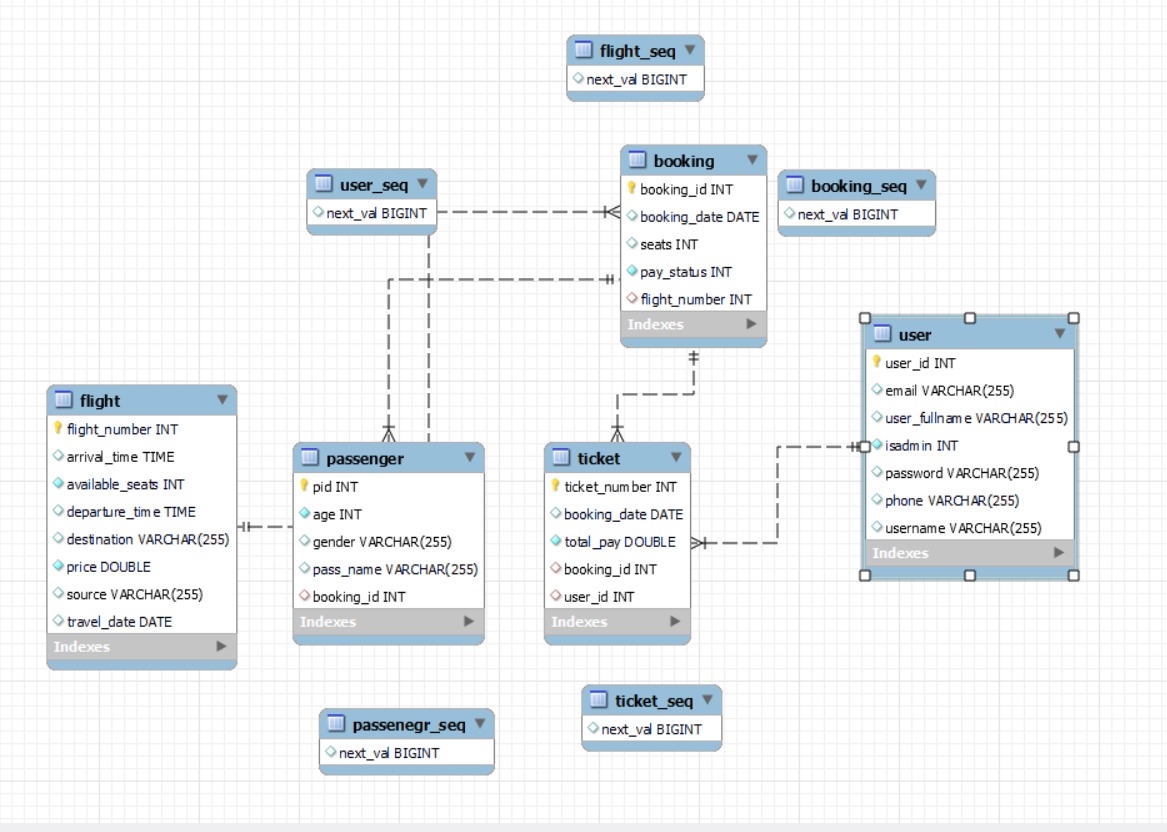 flight_seq
next_val BIGINT
booking
booking_id INT
booking_date DATE
seats INT
pay_status INT
flight_number INT
Indexes
user_seq
next_val BIGINT
booking_seq
next_val BIGINT
user
user_id INT
email VARCHAR(255)
user_fullname VARCHAR(255)
isadmin INT
password VARCHAR(255)
phone VARCHAR(255)
username VARCHAR(255)
Indexes
flight
flight_number INT
arrival_time TIME
available_seats INT
departure_time TIME
destination VARCHAR(255)
price DOUBLE
source VARCHAR(255)
travel_date DATE
Indexes
passenger
pid INT
age INT
gender VARCHAR(255)
pass_name VARCHAR(255)
booking_id INT
Indexes
ticket
ticket_number INT
booking_date DATE
total_pay DOUBLE
booking_id INT
user_id INT
Indexes
ticket_seq
next_val BIGINT
passenegr_seq
next_val BIGINT